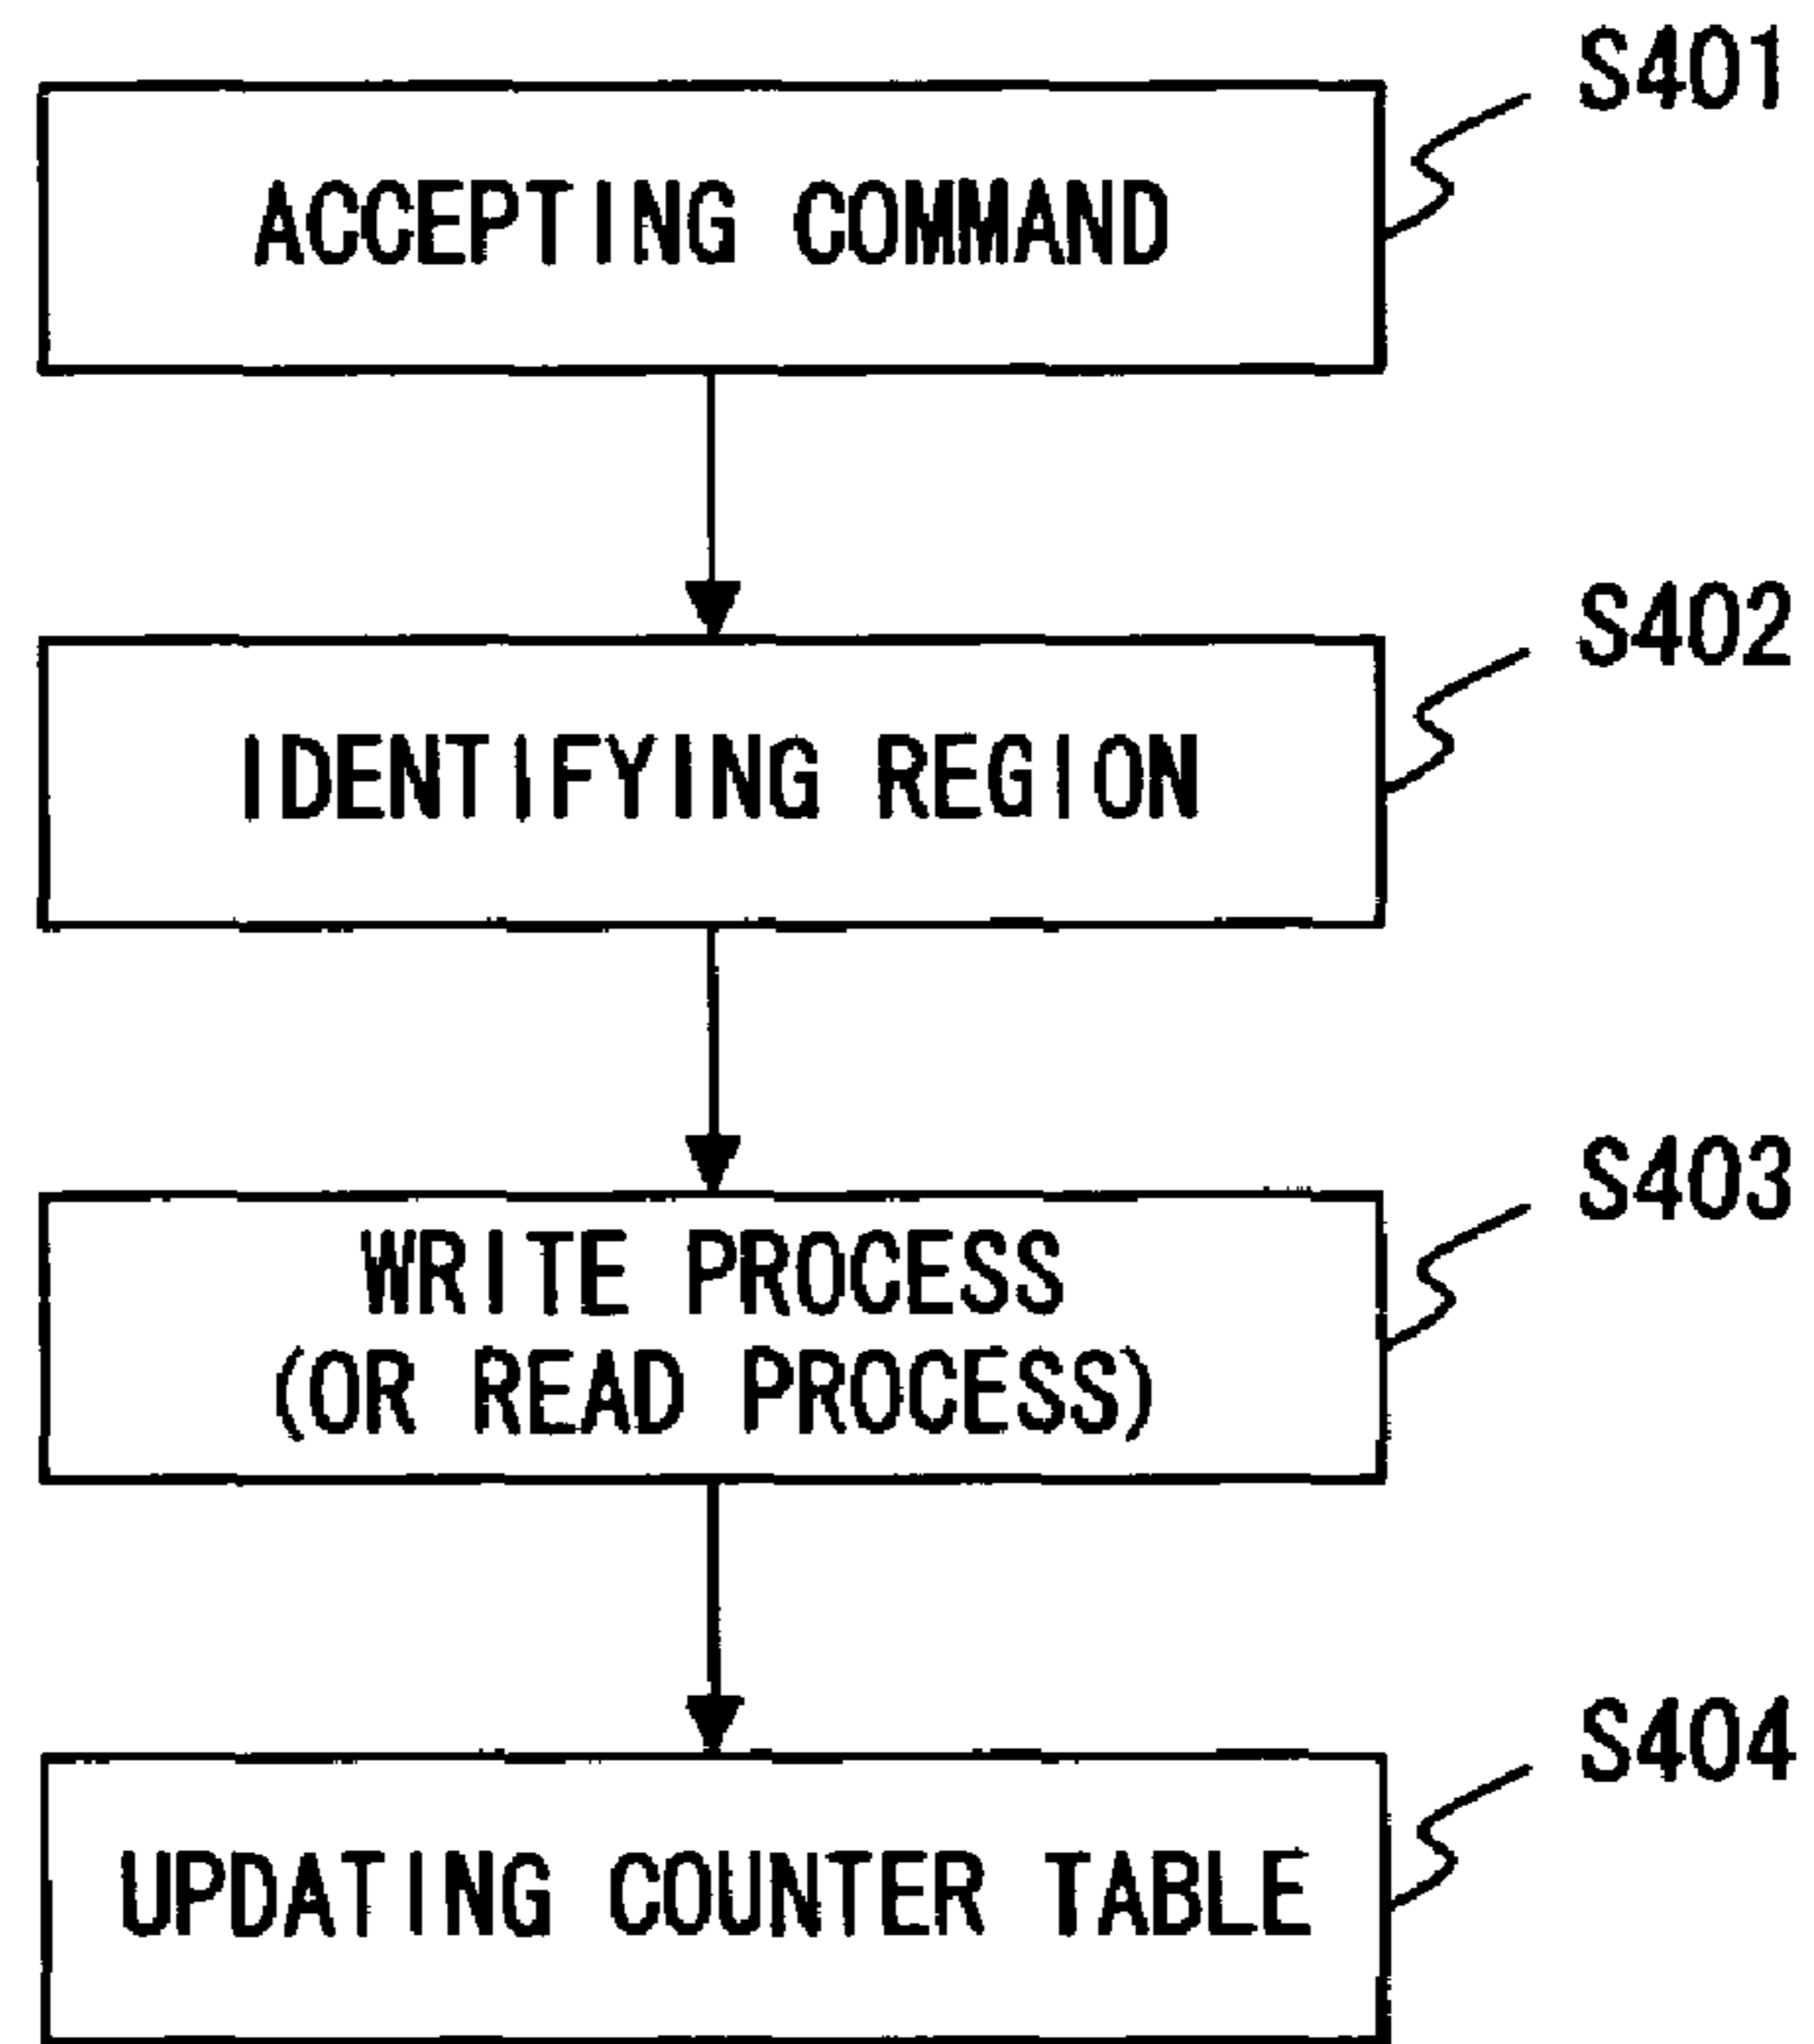 S401
ACCEPTING COMMAND
S402
IDENTIFYING REGION
S403
WRITE PROCESS
(OR READ PROCESS)
S404
UPDATING COUNTER TABLE